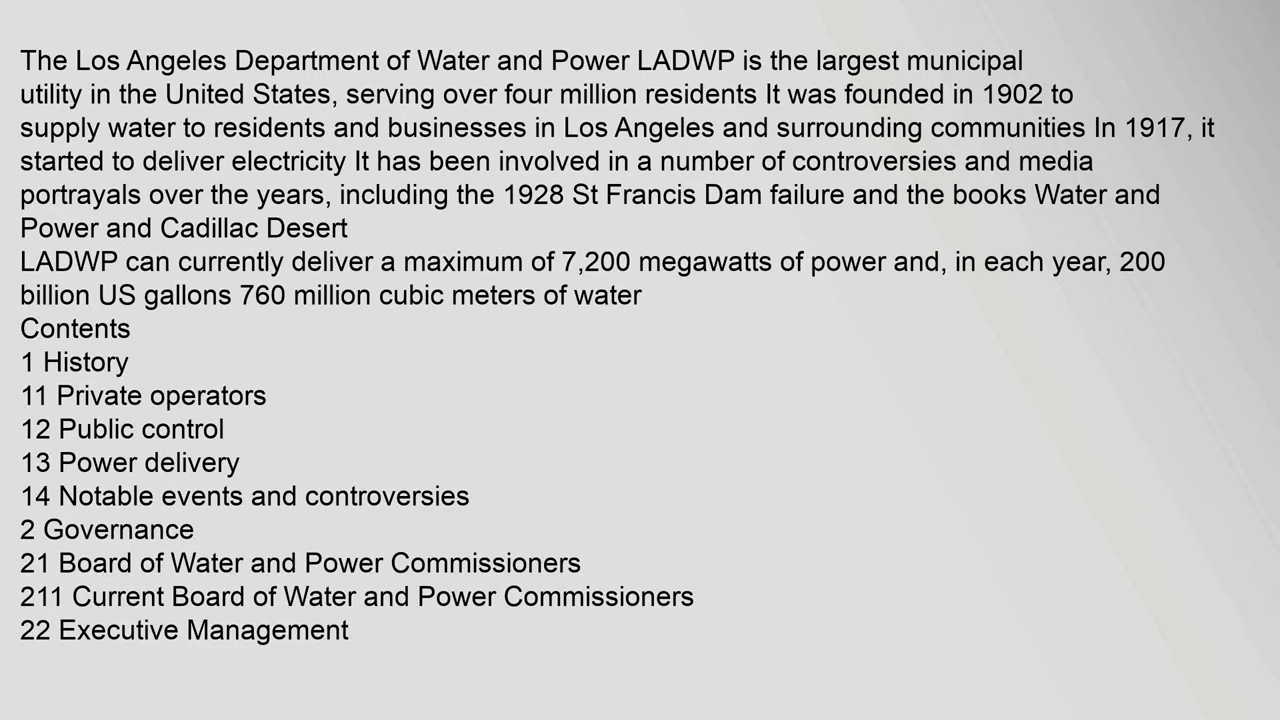 The Los Angeles Department of Water and Power LADWP is the largest municipal
utility in the United States, serving over four million residents It was founded in 1902 to
supply water to residents and businesses in Los Angeles and surrounding communities In 1917, it
started to deliver electricity It has been involved in a number of controversies and media
portrayals over the years, including the 1928 St Francis Dam failure and the books Water and
Power and Cadillac Desert
LADWP can currently deliver a maximum of 7,200 megawatts of power and, in each year, 200
billion US gallons 760 million cubic meters of water
Contents
1 History
11 Private operators
12 Public control
13 Power delivery
14 Notable events and controversies
2 Governance
21 Board of Water and Power Commissioners
211 Current Board of Water and Power Commissioners
22 Executive Management